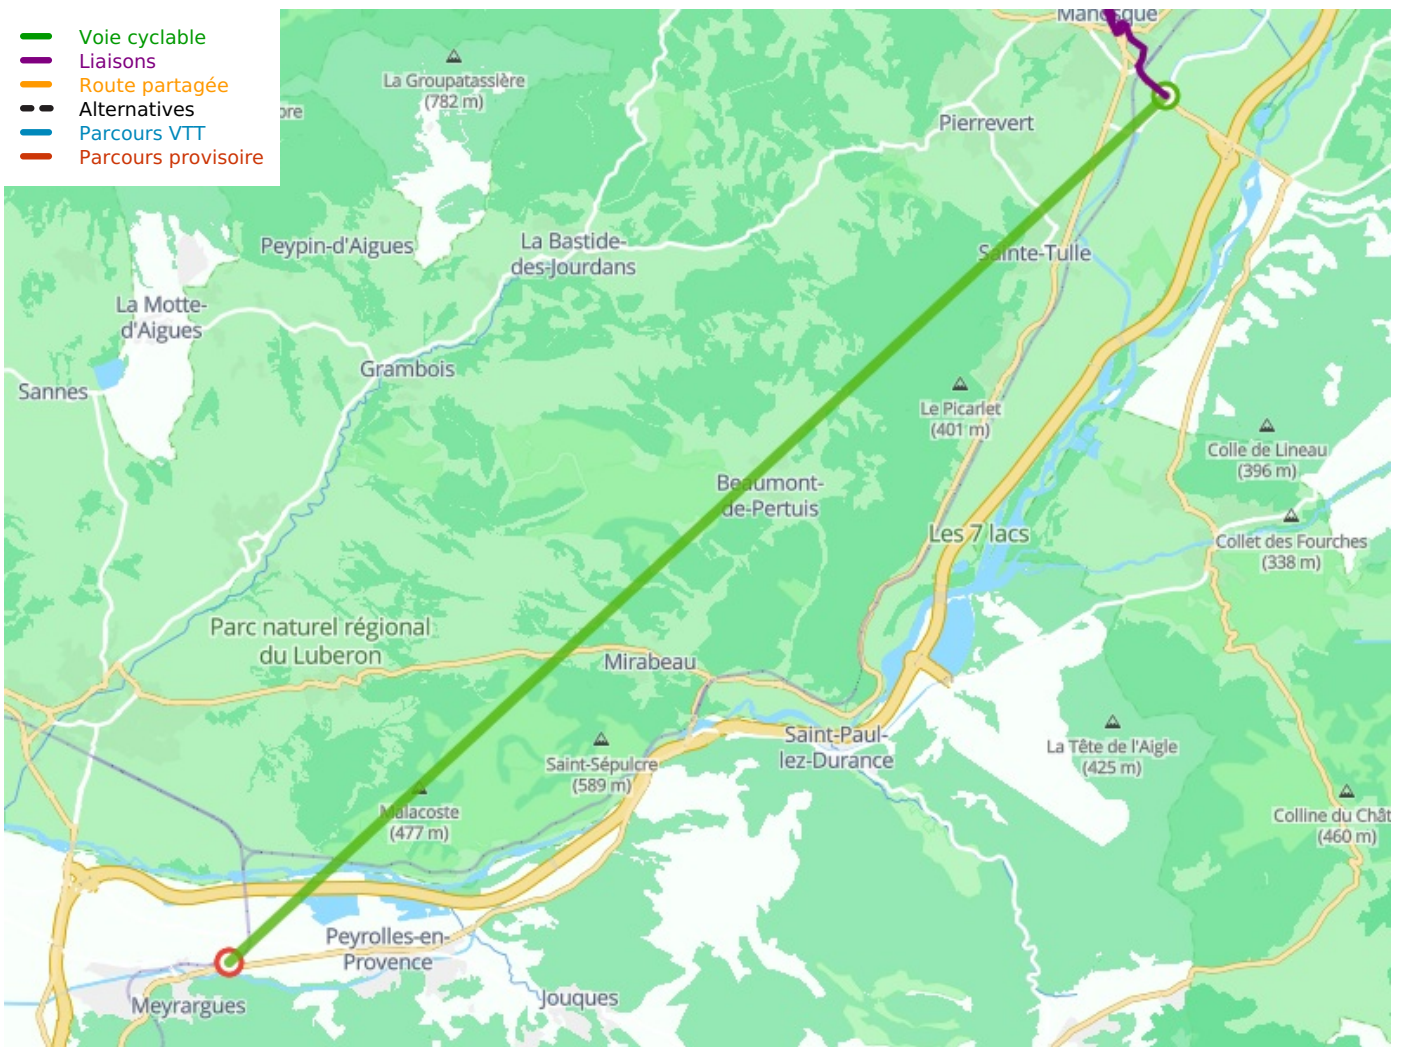 Voie cyclable
Liaisons
Route partagée
Alternatives
Parcours VTT
Parcours provisoire
Manosque
La Groupatassière
(782 m)
Pierrevert
Peypin-d'Aigues
La Bastide-
des-Jourdans
Sainte-Tulle
La Motte-
d'Aigues
Grambois
Sannes
Le Picarlet
(401 m)
Colle de Lineau
(396 m)
Beaumont-
de-Pertuis
Les 7 lacs
Collet des Fourches
(338 m)
Parc naturel régional
du Luberon
Mirabeau
Saint-Paul-
lez-Durance
La Tête de l'Aigle
(425 m)
Saint-Sépulcre
(589 m)
Malacoste
(477 m)
Colline du Chât
(460 m)
Peyrolles-en-
Provence
Meyrargues
Jouques